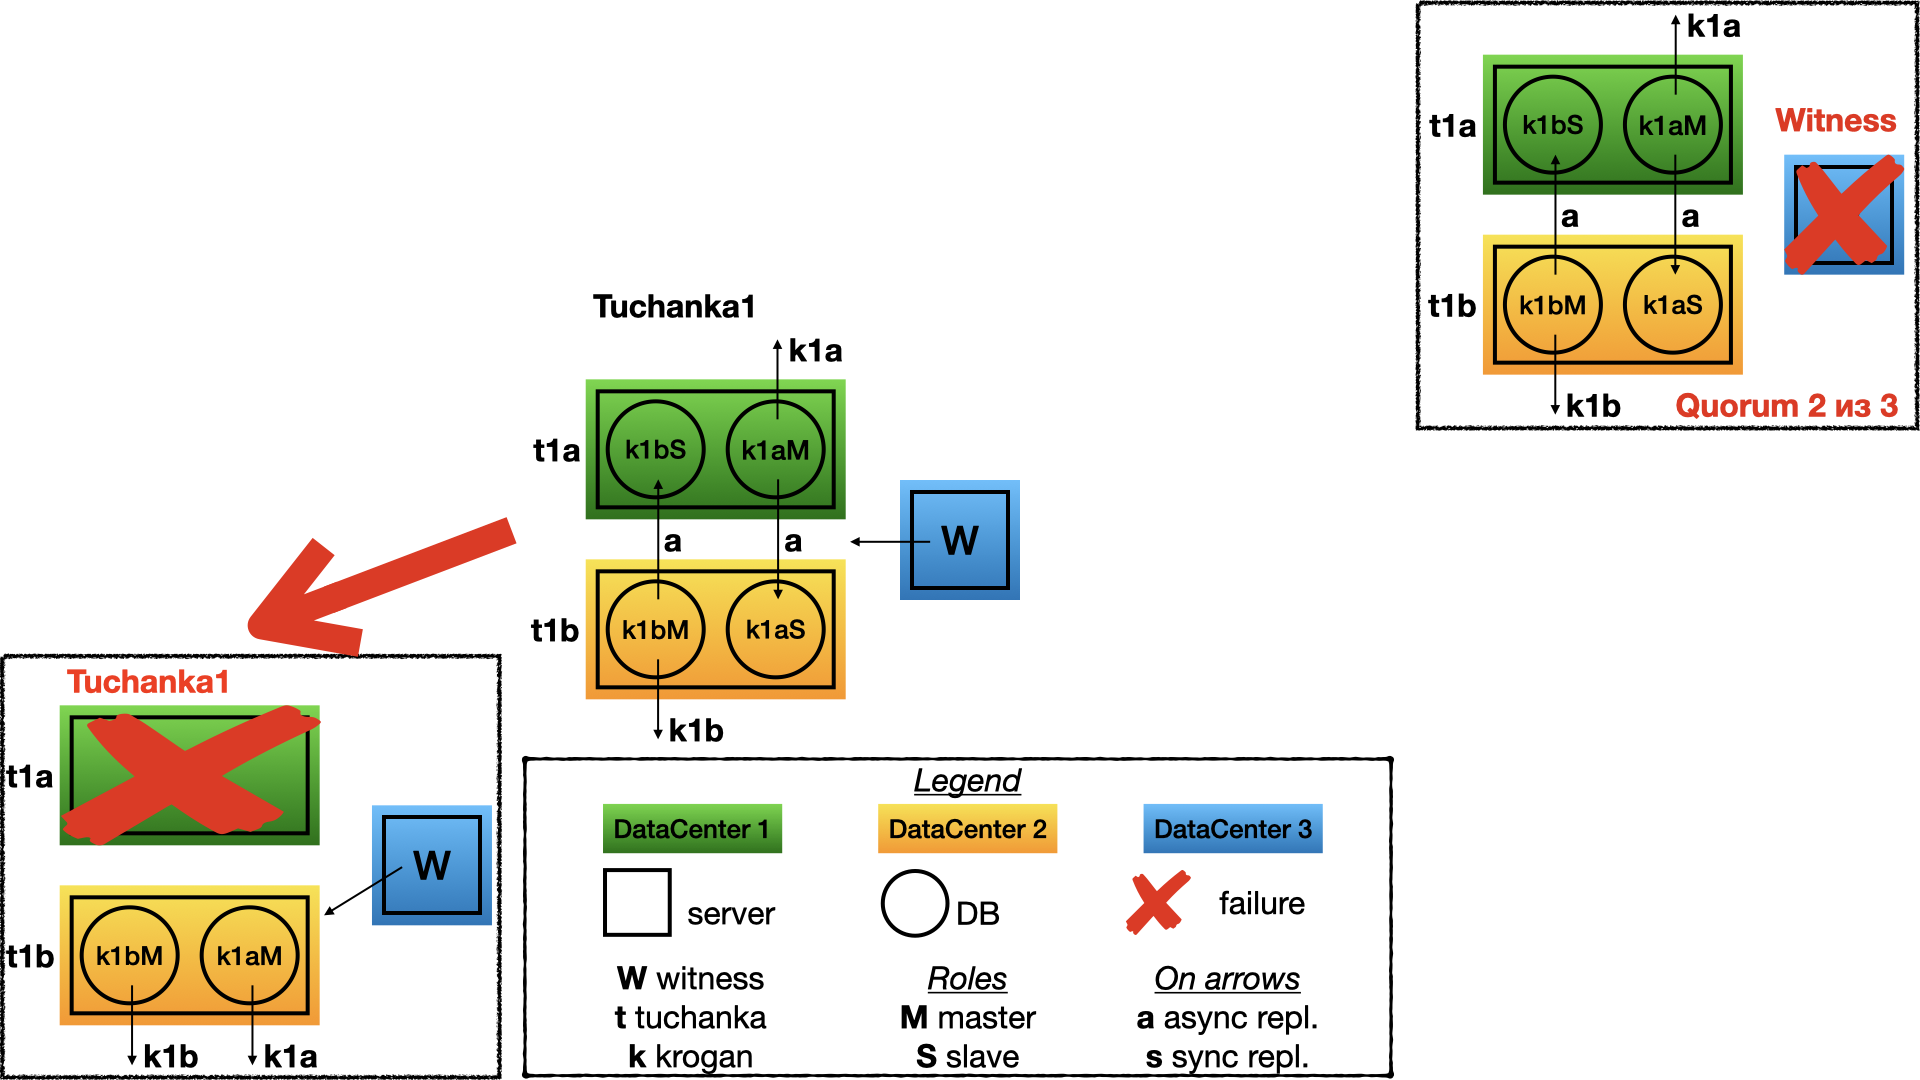 k1a
t1a
k1bS
k1aM
Witness
a
a
t1b
k1bM
k1aS
k1b
Quorum 2 из 3
Tuchanka1
k1a
t1a
k1bS
k1aM
W
a
a
t1b
k1bM
k1aS
k1b
Tuchanka1
t1a
W
t1b
k1bM
k1aM
k1b
k1a
Legend
DataCenter 1
DataCenter 2
DataCenter 3
server
DB
failure
W witness
Roles
On arrows
t tuchanka
M master
a async repl.
k krogan
S slave
s sync repl.